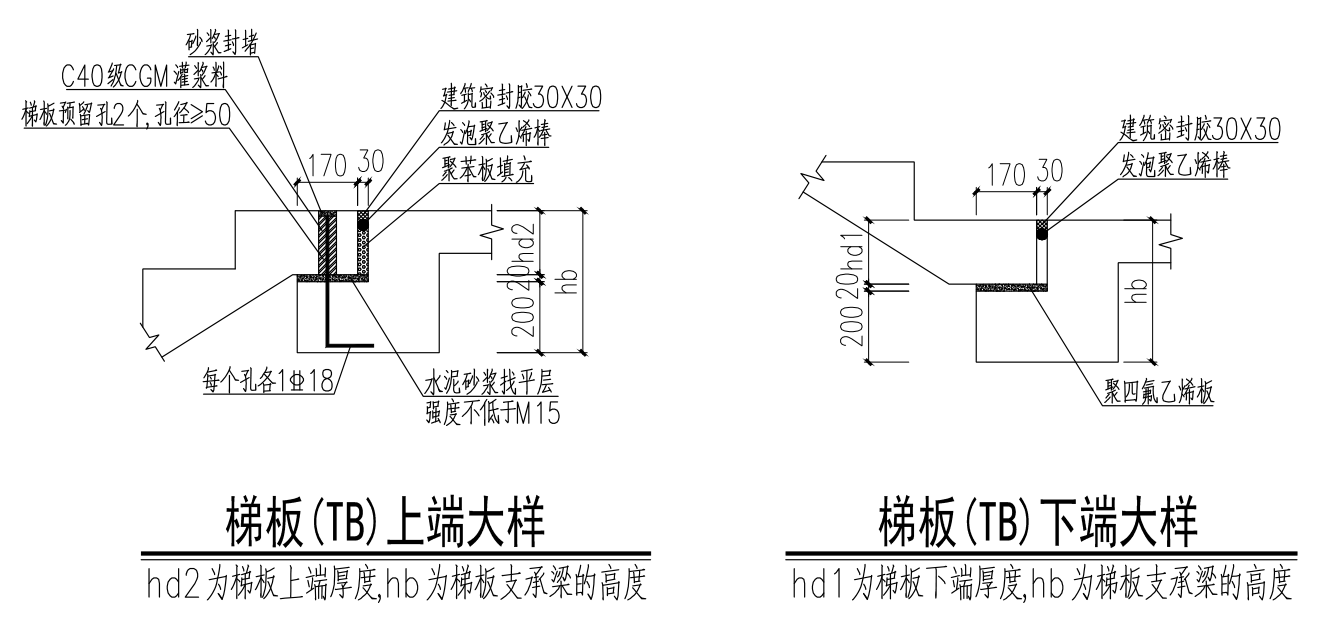 砂浆封堵
C40级CGM灌浆料
梯板预留孔2个,孔径≥50
建筑密封胶30X30
发泡聚乙烯棒
聚苯板填充
170 30
hd2
20
200
hb
每个孔各1⌀18
水泥砂浆找平层
强度不低于M15
梯板(TB)上端大样
hd2为梯板上端厚度,hb为梯板支承梁的高度
建筑密封胶30X30
发泡聚乙烯棒
170 30
hd1
20
200
hb
聚四氟乙烯板
梯板(TB)下端大样
hd1为梯板下端厚度,hb为梯板支承梁的高度